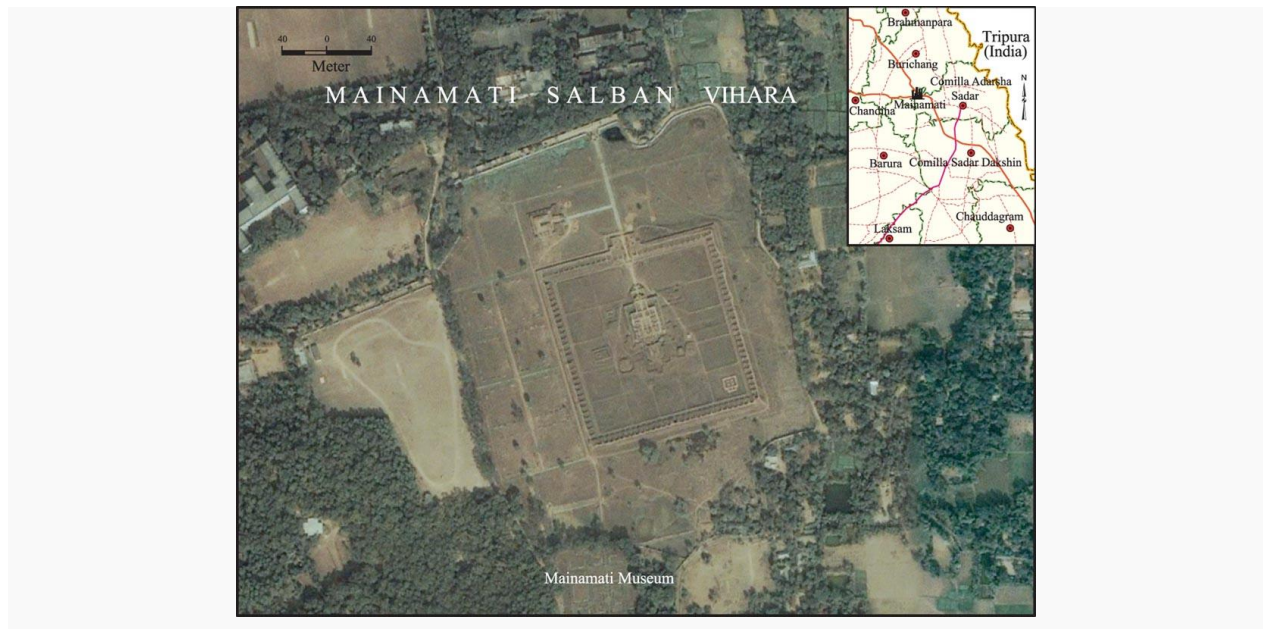 40 0 40
Meter
MAINAMATI SALBAN VIHARA
Brahmanpara
Tripura
(India)
Burichang
Comilla Adarsha
Sadar
N
Chandina
Mainamati
Barura
Comilla Sadar Dakshin
Chauddagram
Laksam
Mainamati Museum